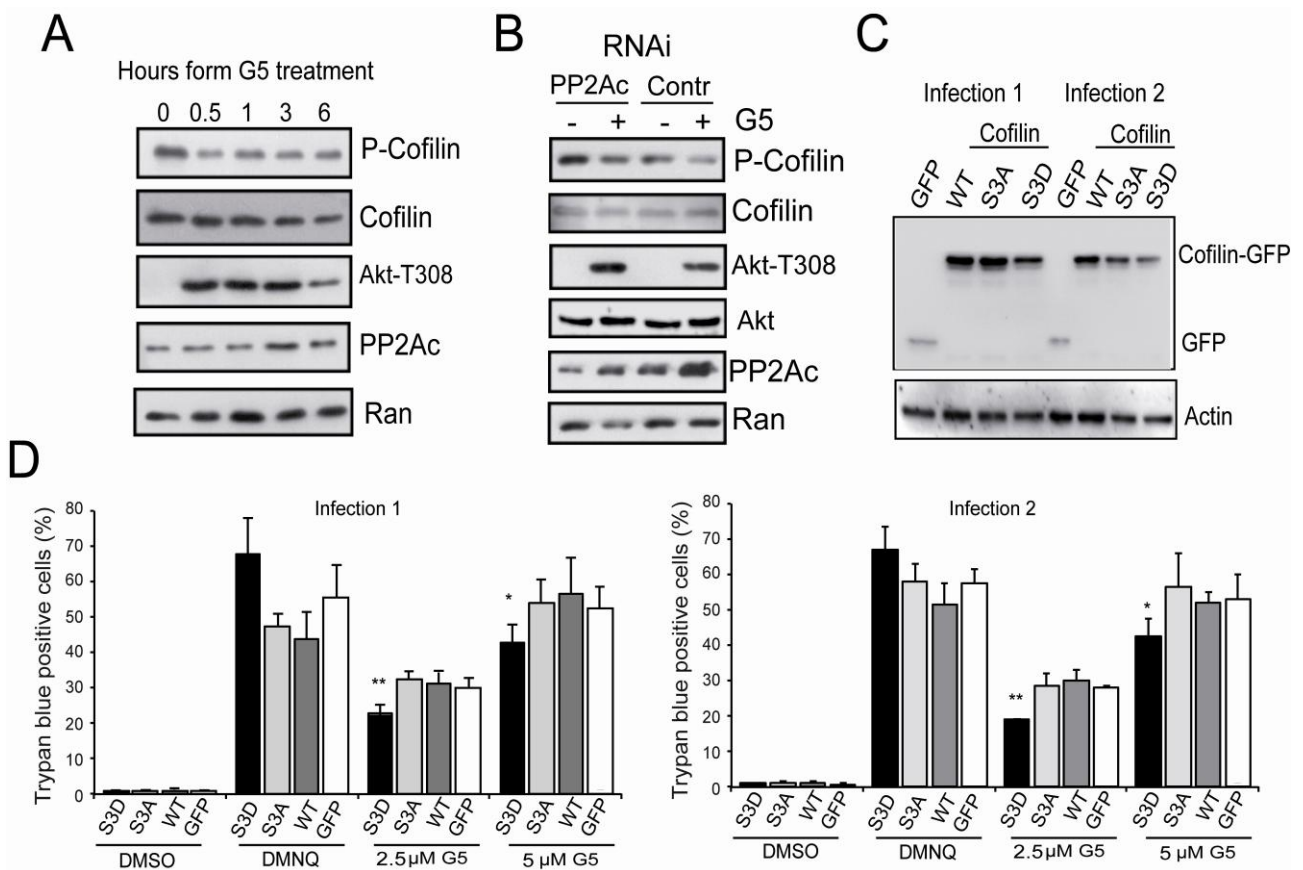 A
Hours form G5 treatment
0 0.5 1 3 6
P-Cofilin
Cofilin
Akt-T308
PP2Ac
Ran
B
RNAi
PP2Ac Contr
- + - + G5
P-Cofilin
Cofilin
Akt-T308
Akt
PP2Ac
Ran
C
Infection 1 Infection 2
Cofilin Cofilin
GFP WT S3A S3D GFP WT S3A S3D
Cofilin-GFP
GFP
Actin
D
Infection 1
Trypan blue positive cells (%)
80
70
60
50
40
30
20
10
0
** *
S3D S3A WT GFP S3D S3A WT GFP S3D S3A WT GFP S3D S3A WT GFP
DMSO DMNQ 2.5µM G5 5 µM G5
Infection 2
Trypan blue positive cells (%)
80
70
60
50
40
30
20
10
0
** *
S3D S3A WT GFP S3D S3A WT GFP S3D S3A WT GFP S3D S3A WT GFP
DMSO DMNQ 2.5µM G5 5 µM G5